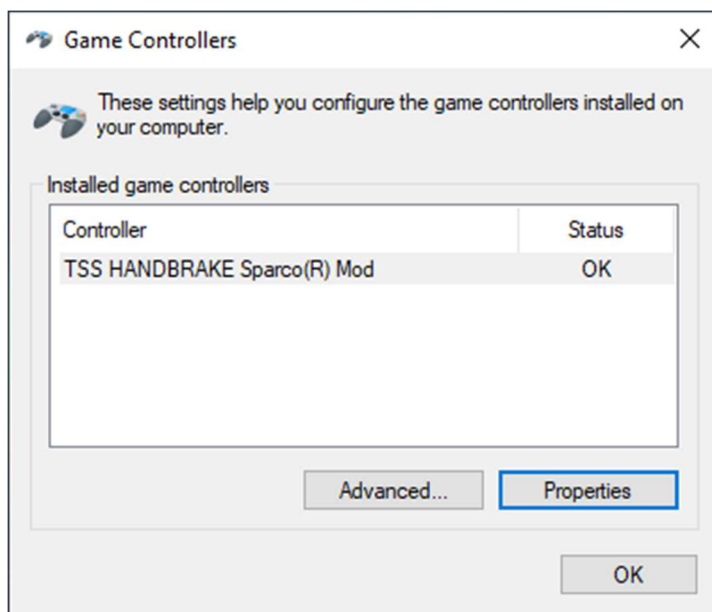 Game Controllers
These settings help you configure the game controllers installed on
your computer.
Installed game controllers
Controller Status
TSS HANDBRAKE Sparco(R) Mod OK
Advanced... Properties
OK